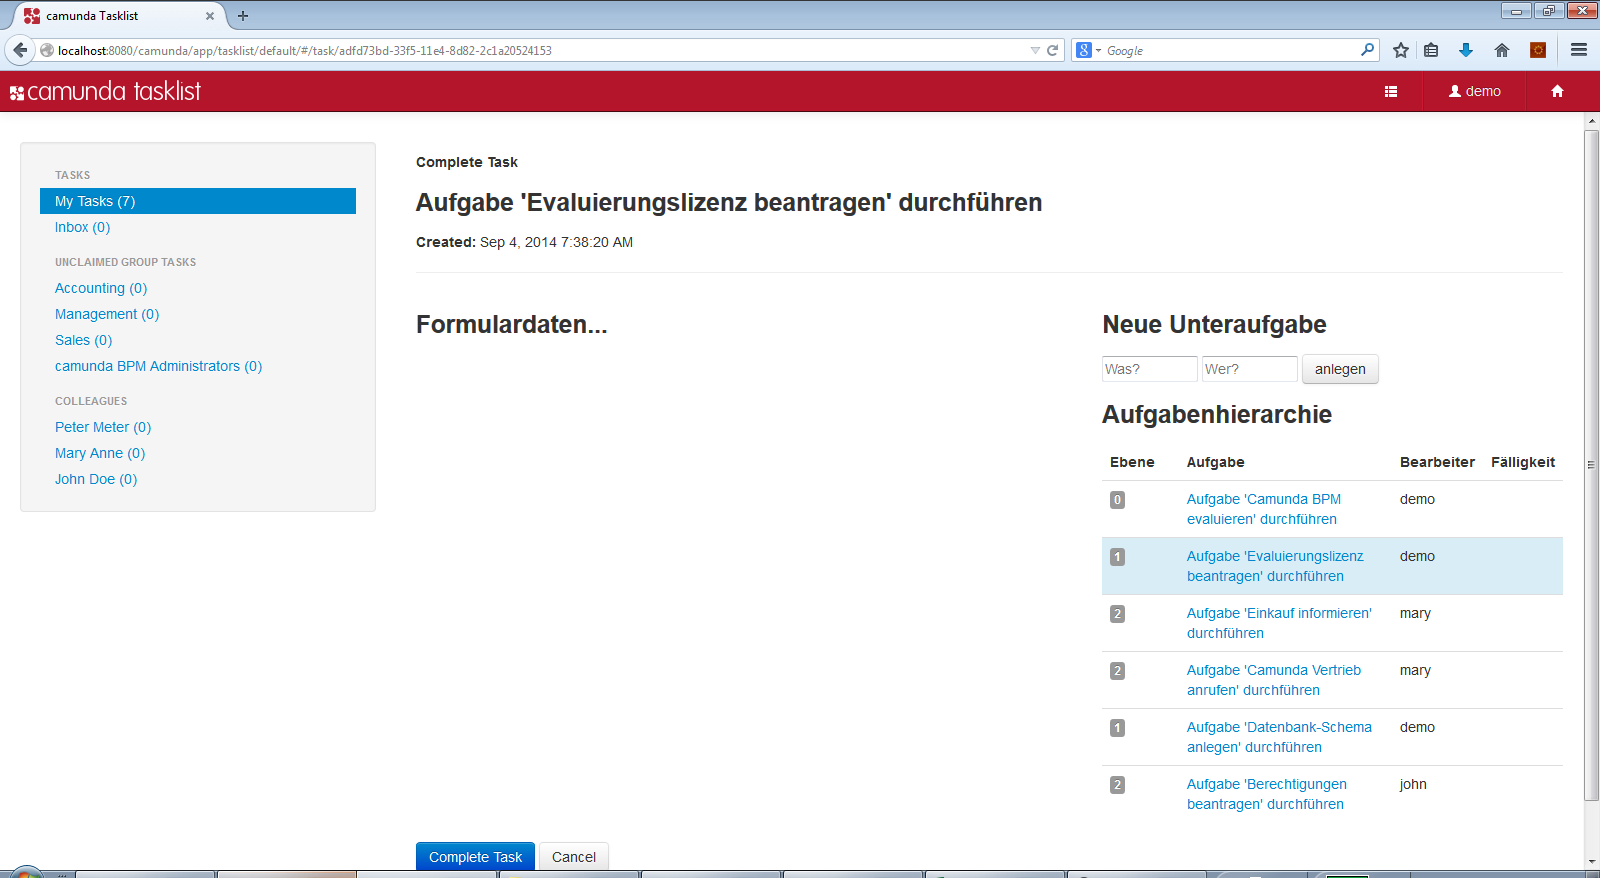 camunda Tasklist
localhost:8080/camunda/app/tasklist/default/#/task/adfd73bd-33f5-11e4-8d82-2c1a20524153
Google
camunda tasklist
demo
TASKS
My Tasks (7)
Inbox (0)
UNCLAIMED GROUP TASKS
Accounting (0)
Management (0)
Sales (0)
camunda BPM Administrators (0)
COLLEAGUES
Peter Meter (0)
Mary Anne (0)
John Doe (0)
Complete Task
Aufgabe 'Evaluierungslizenz beantragen' durchführen
Created: Sep 4, 2014 7:38:20 AM
Formulardaten...
Neue Unteraufgabe
Was? Wer? anlegen
Aufgabenhierarchie
Ebene Aufgabe Bearbeiter Fälligkeit
0 Aufgabe 'Camunda BPM demo
evaluieren' durchführen
1 Aufgabe 'Evaluierungslizenz demo
beantragen' durchführen
2 Aufgabe 'Einkauf informieren' mary
durchführen
2 Aufgabe 'Camunda Vertrieb mary
anrufen' durchführen
1 Aufgabe 'Datenbank-Schema demo
anlegen' durchführen
2 Aufgabe 'Berechtigungen john
beantragen' durchführen
Complete Task Cancel